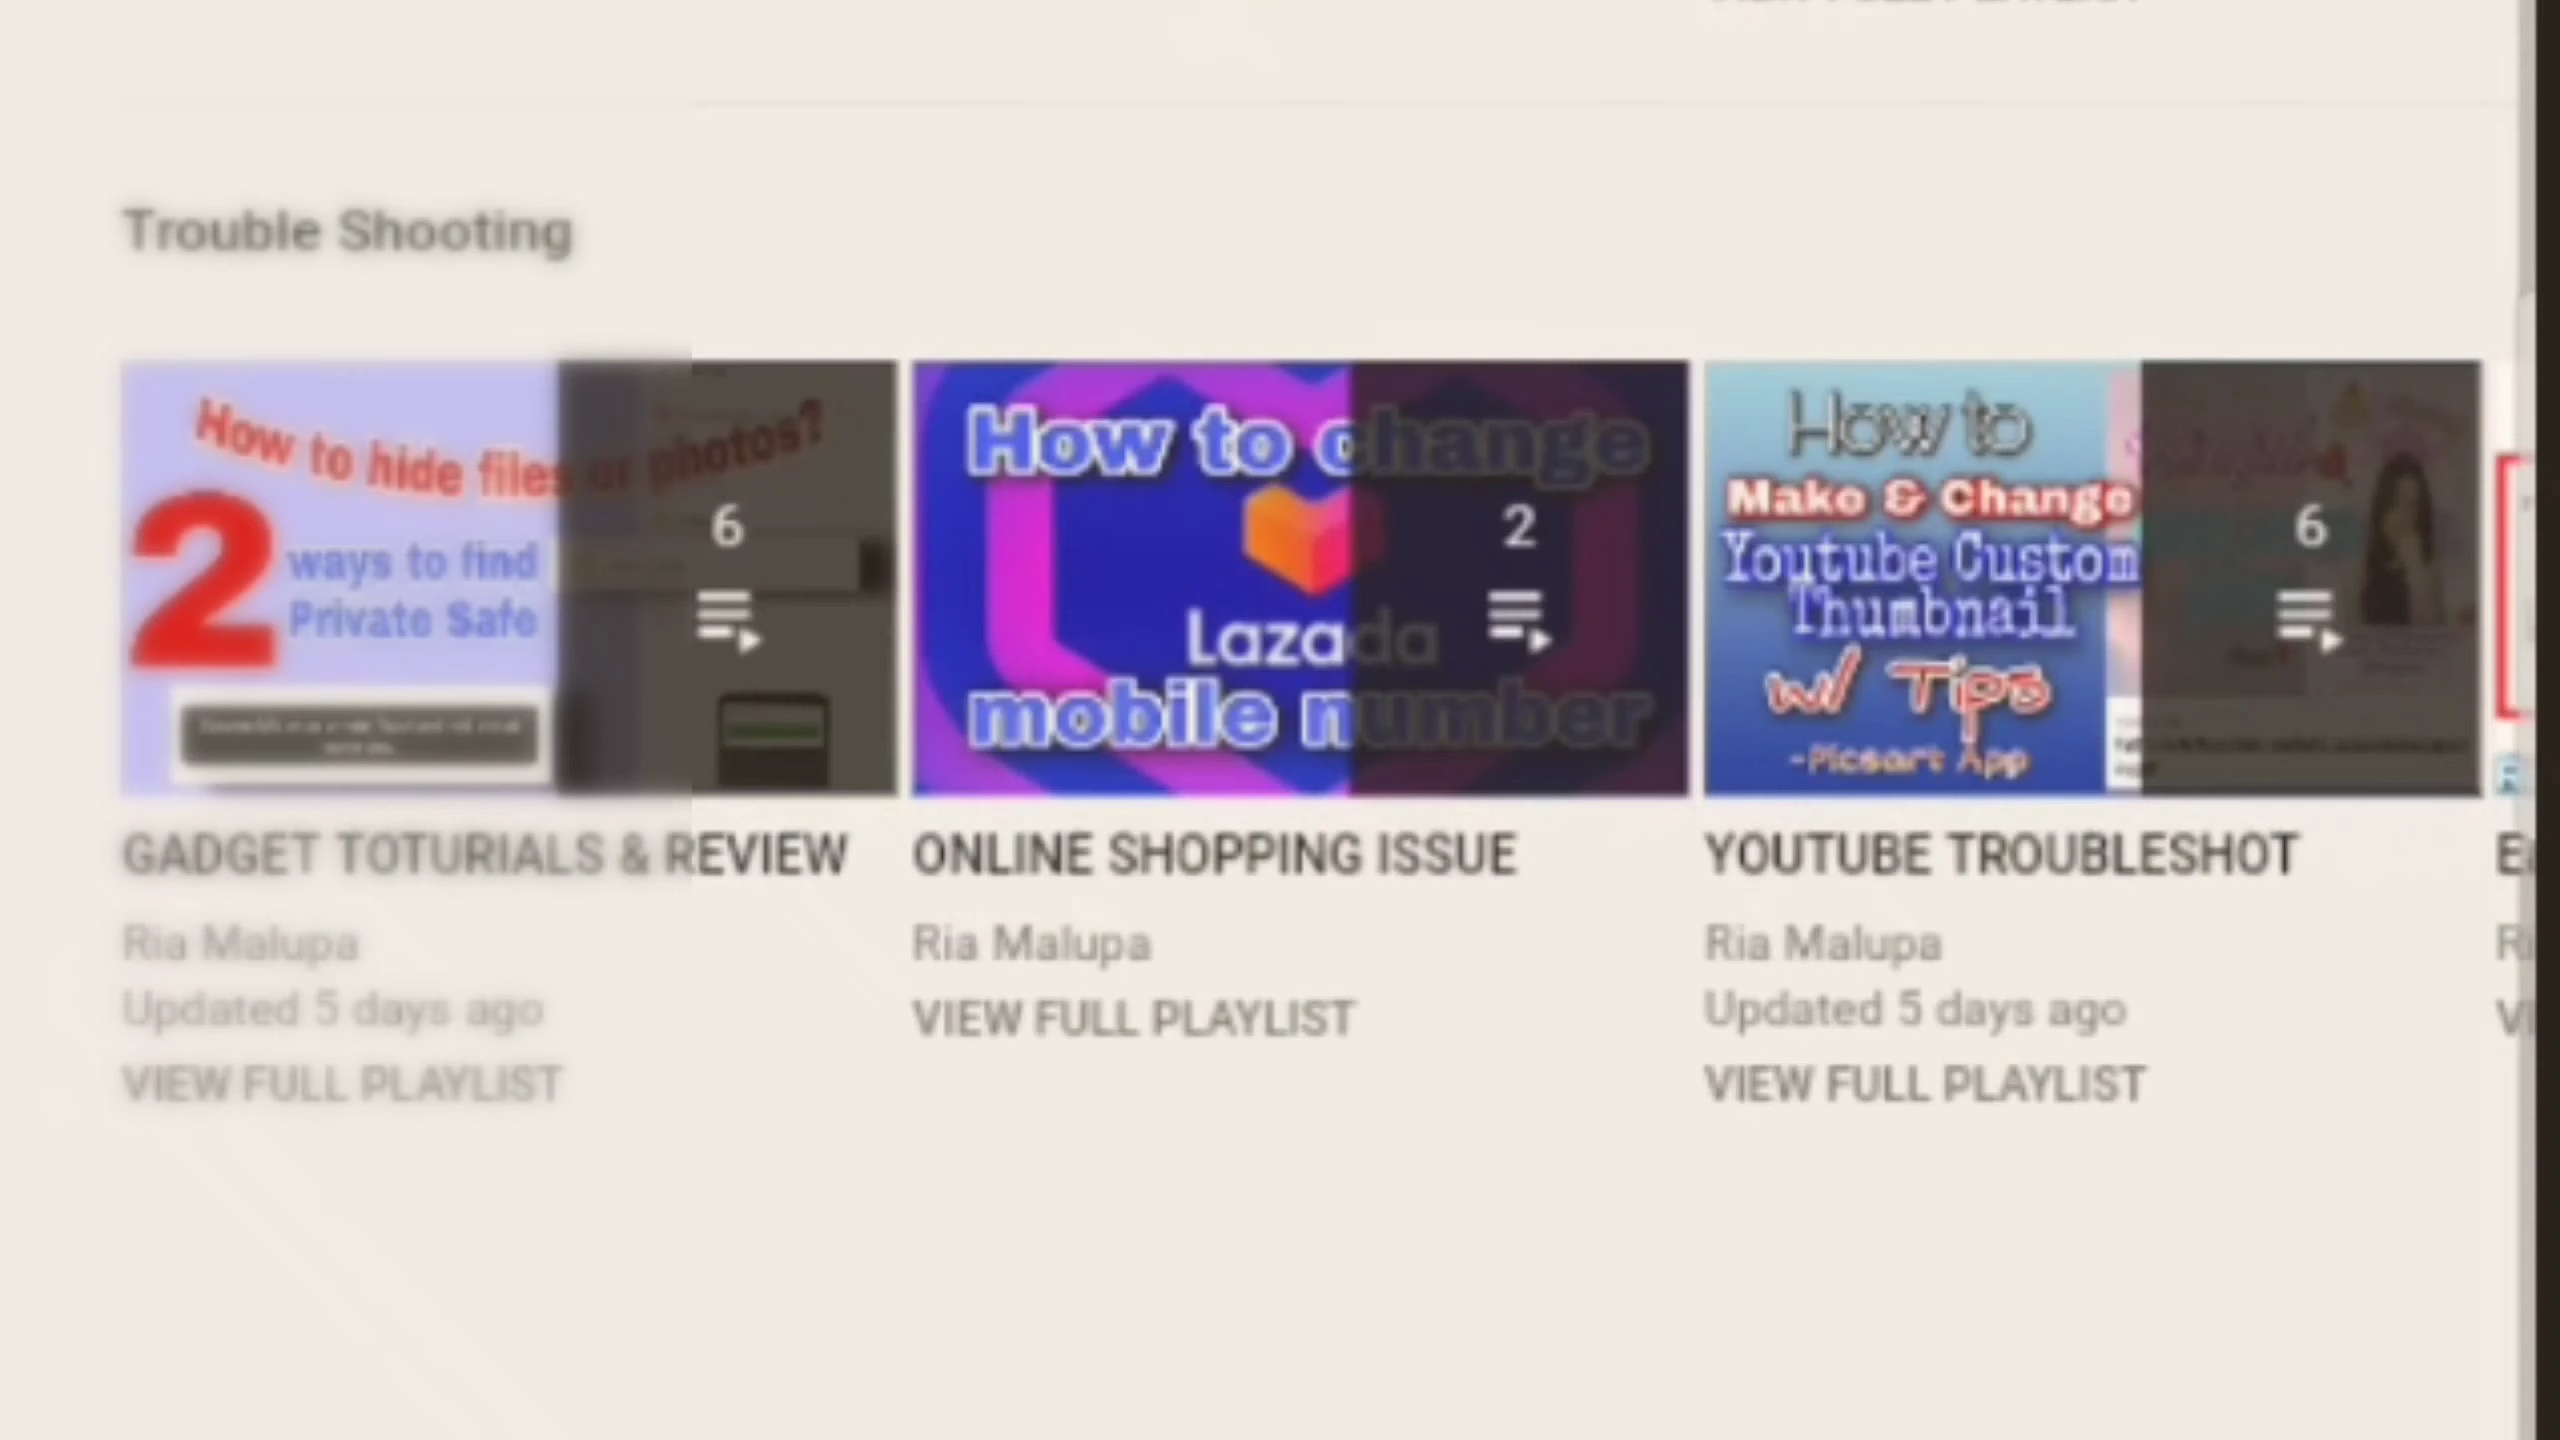 Trouble Shooting
How to hide files or photos?
2
ways to find
Private Safe
6
How to change
Lazada
mobile number
2
How to
Make & Change
Youtube Custom
Thumbnail
w/ Tips
-Picsart App
6
GADGET TOTURIALS & REVIEW
Ria Malupa
Updated 5 days ago
VIEW FULL PLAYLIST
ONLINE SHOPPING ISSUE
Ria Malupa
VIEW FULL PLAYLIST
YOUTUBE TROUBLESHOT
Ria Malupa
Updated 5 days ago
VIEW FULL PLAYLIST